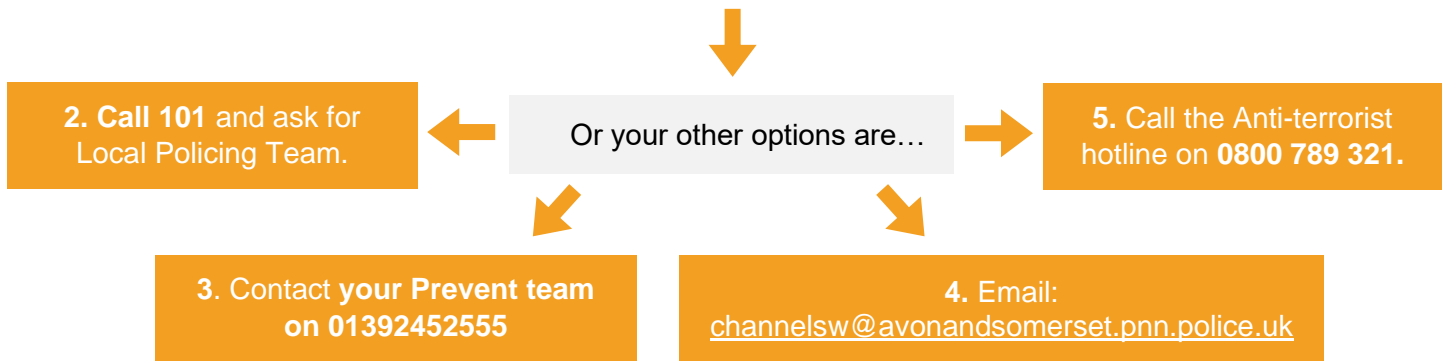 2. Call 101 and ask for
Local Policing Team.
Or your other options are…
5. Call the Anti-terrorist
hotline on 0800 789 321.
3. Contact your Prevent team
on 01392452555
4. Email:
channelsw@avonandsomerset.pnn.police.uk